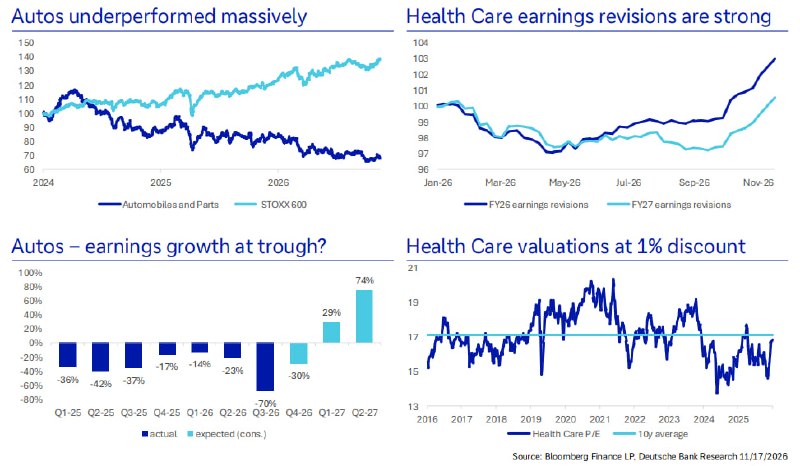 Autos underperformed massively
150
140
130
120
110
100
90
80
70
60
2024
2025
2026
Automobiles and Parts
STOXX 600
Health Care earnings revisions are strong
104
103
102
101
100
99
98
97
96
Jan-26
Mar-26
May-26
Jul-26
Sep-26
Nov-26
FY26 earnings revisions
FY27 earnings revisions
Autos – earnings growth at trough?
100%
80%
60%
40%
20%
0%
-20%
-40%
-60%
-80%
-36%
-42%
-37%
-17%
-14%
-23%
-70%
-30%
29%
74%
Q1-25
Q2-25
Q3-25
Q4-25
Q1-26
Q2-26
Q3-26
Q4-26
Q1-27
Q2-27
actual
expected (cons.)
Health Care valuations at 1% discount
21
19
17
15
13
2016
2017
2018
2019
2020
2021
2022
2023
2024
2025
Health Care P/E
10y average
Source: Bloomberg Finance LP, Deutsche Bank Research 11/17/2026